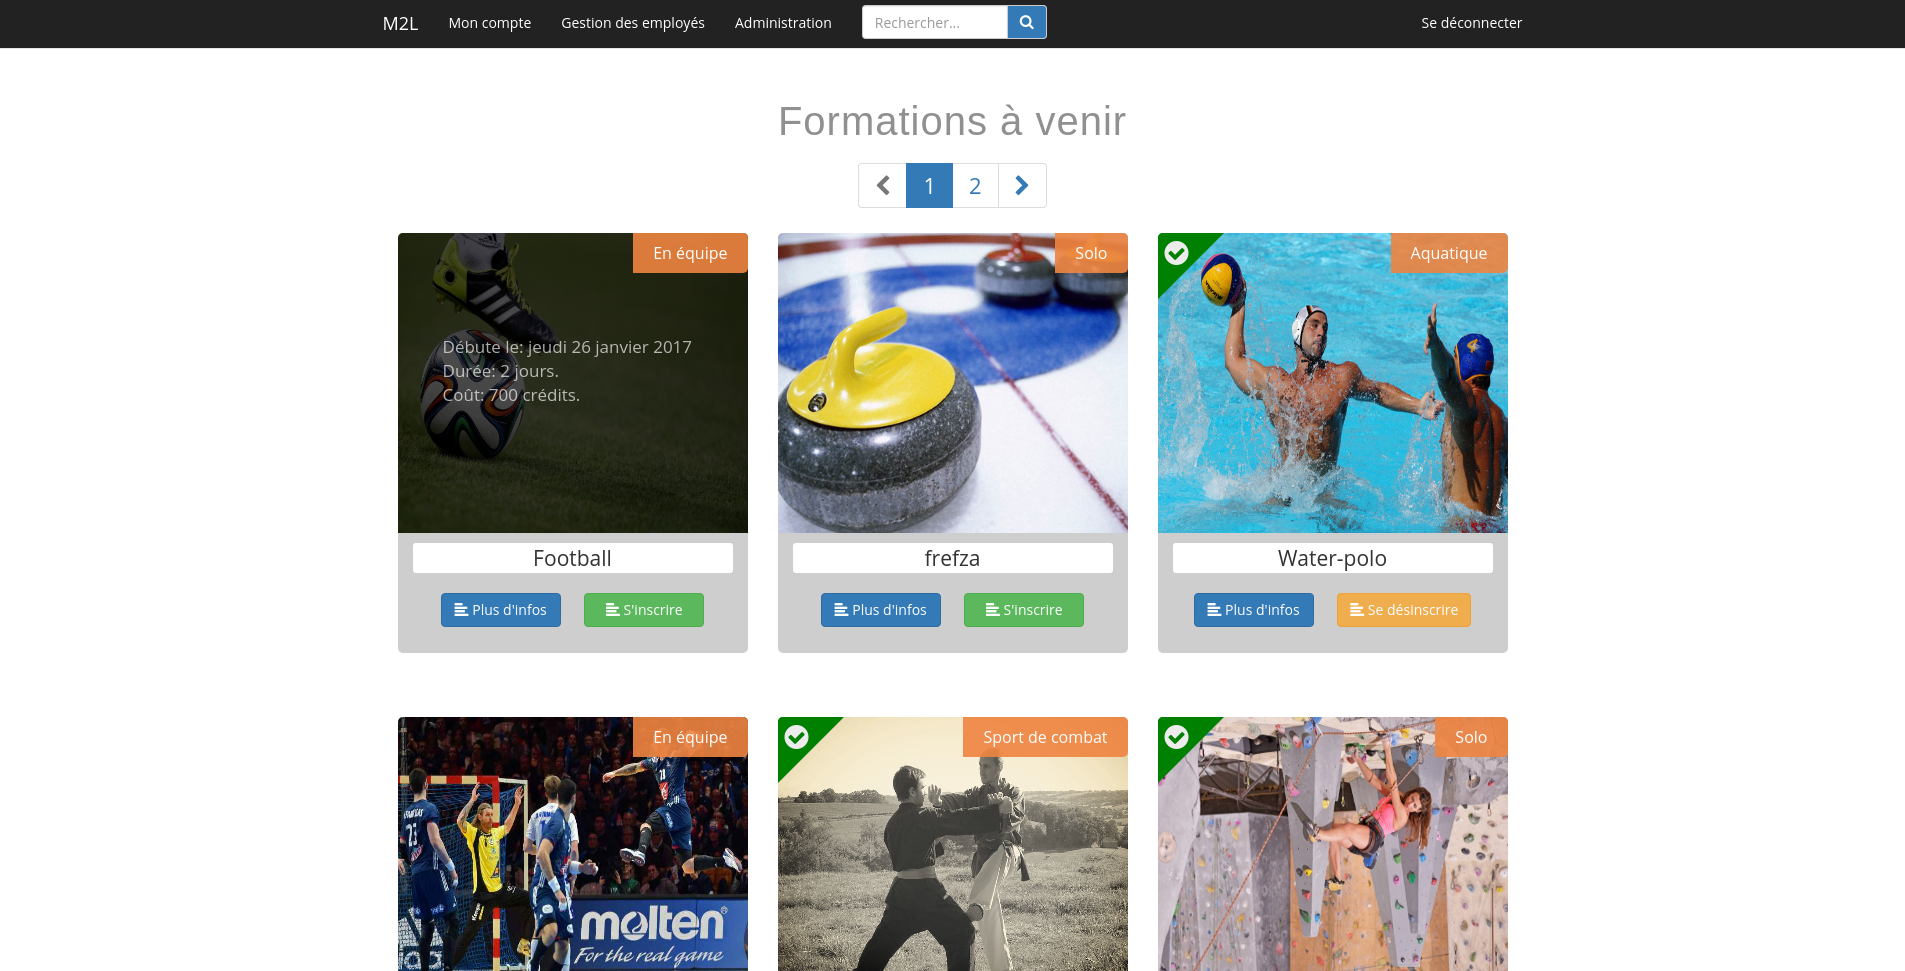 M2L
Mon compte
Gestion des employés
Administration
Rechercher...
Se déconnecter
Formations à venir
1
2
En équipe
Débute le: jeudi 26 janvier 2017
Durée: 2 jours.
Coût: 700 crédits.
Football
Plus d'infos
S'inscrire
Solo
frefza
Plus d'infos
S'inscrire
Aquatique
Water-polo
Plus d'infos
Se désinscrire
En équipe
23
molten
For the real game
Sport de combat
Solo